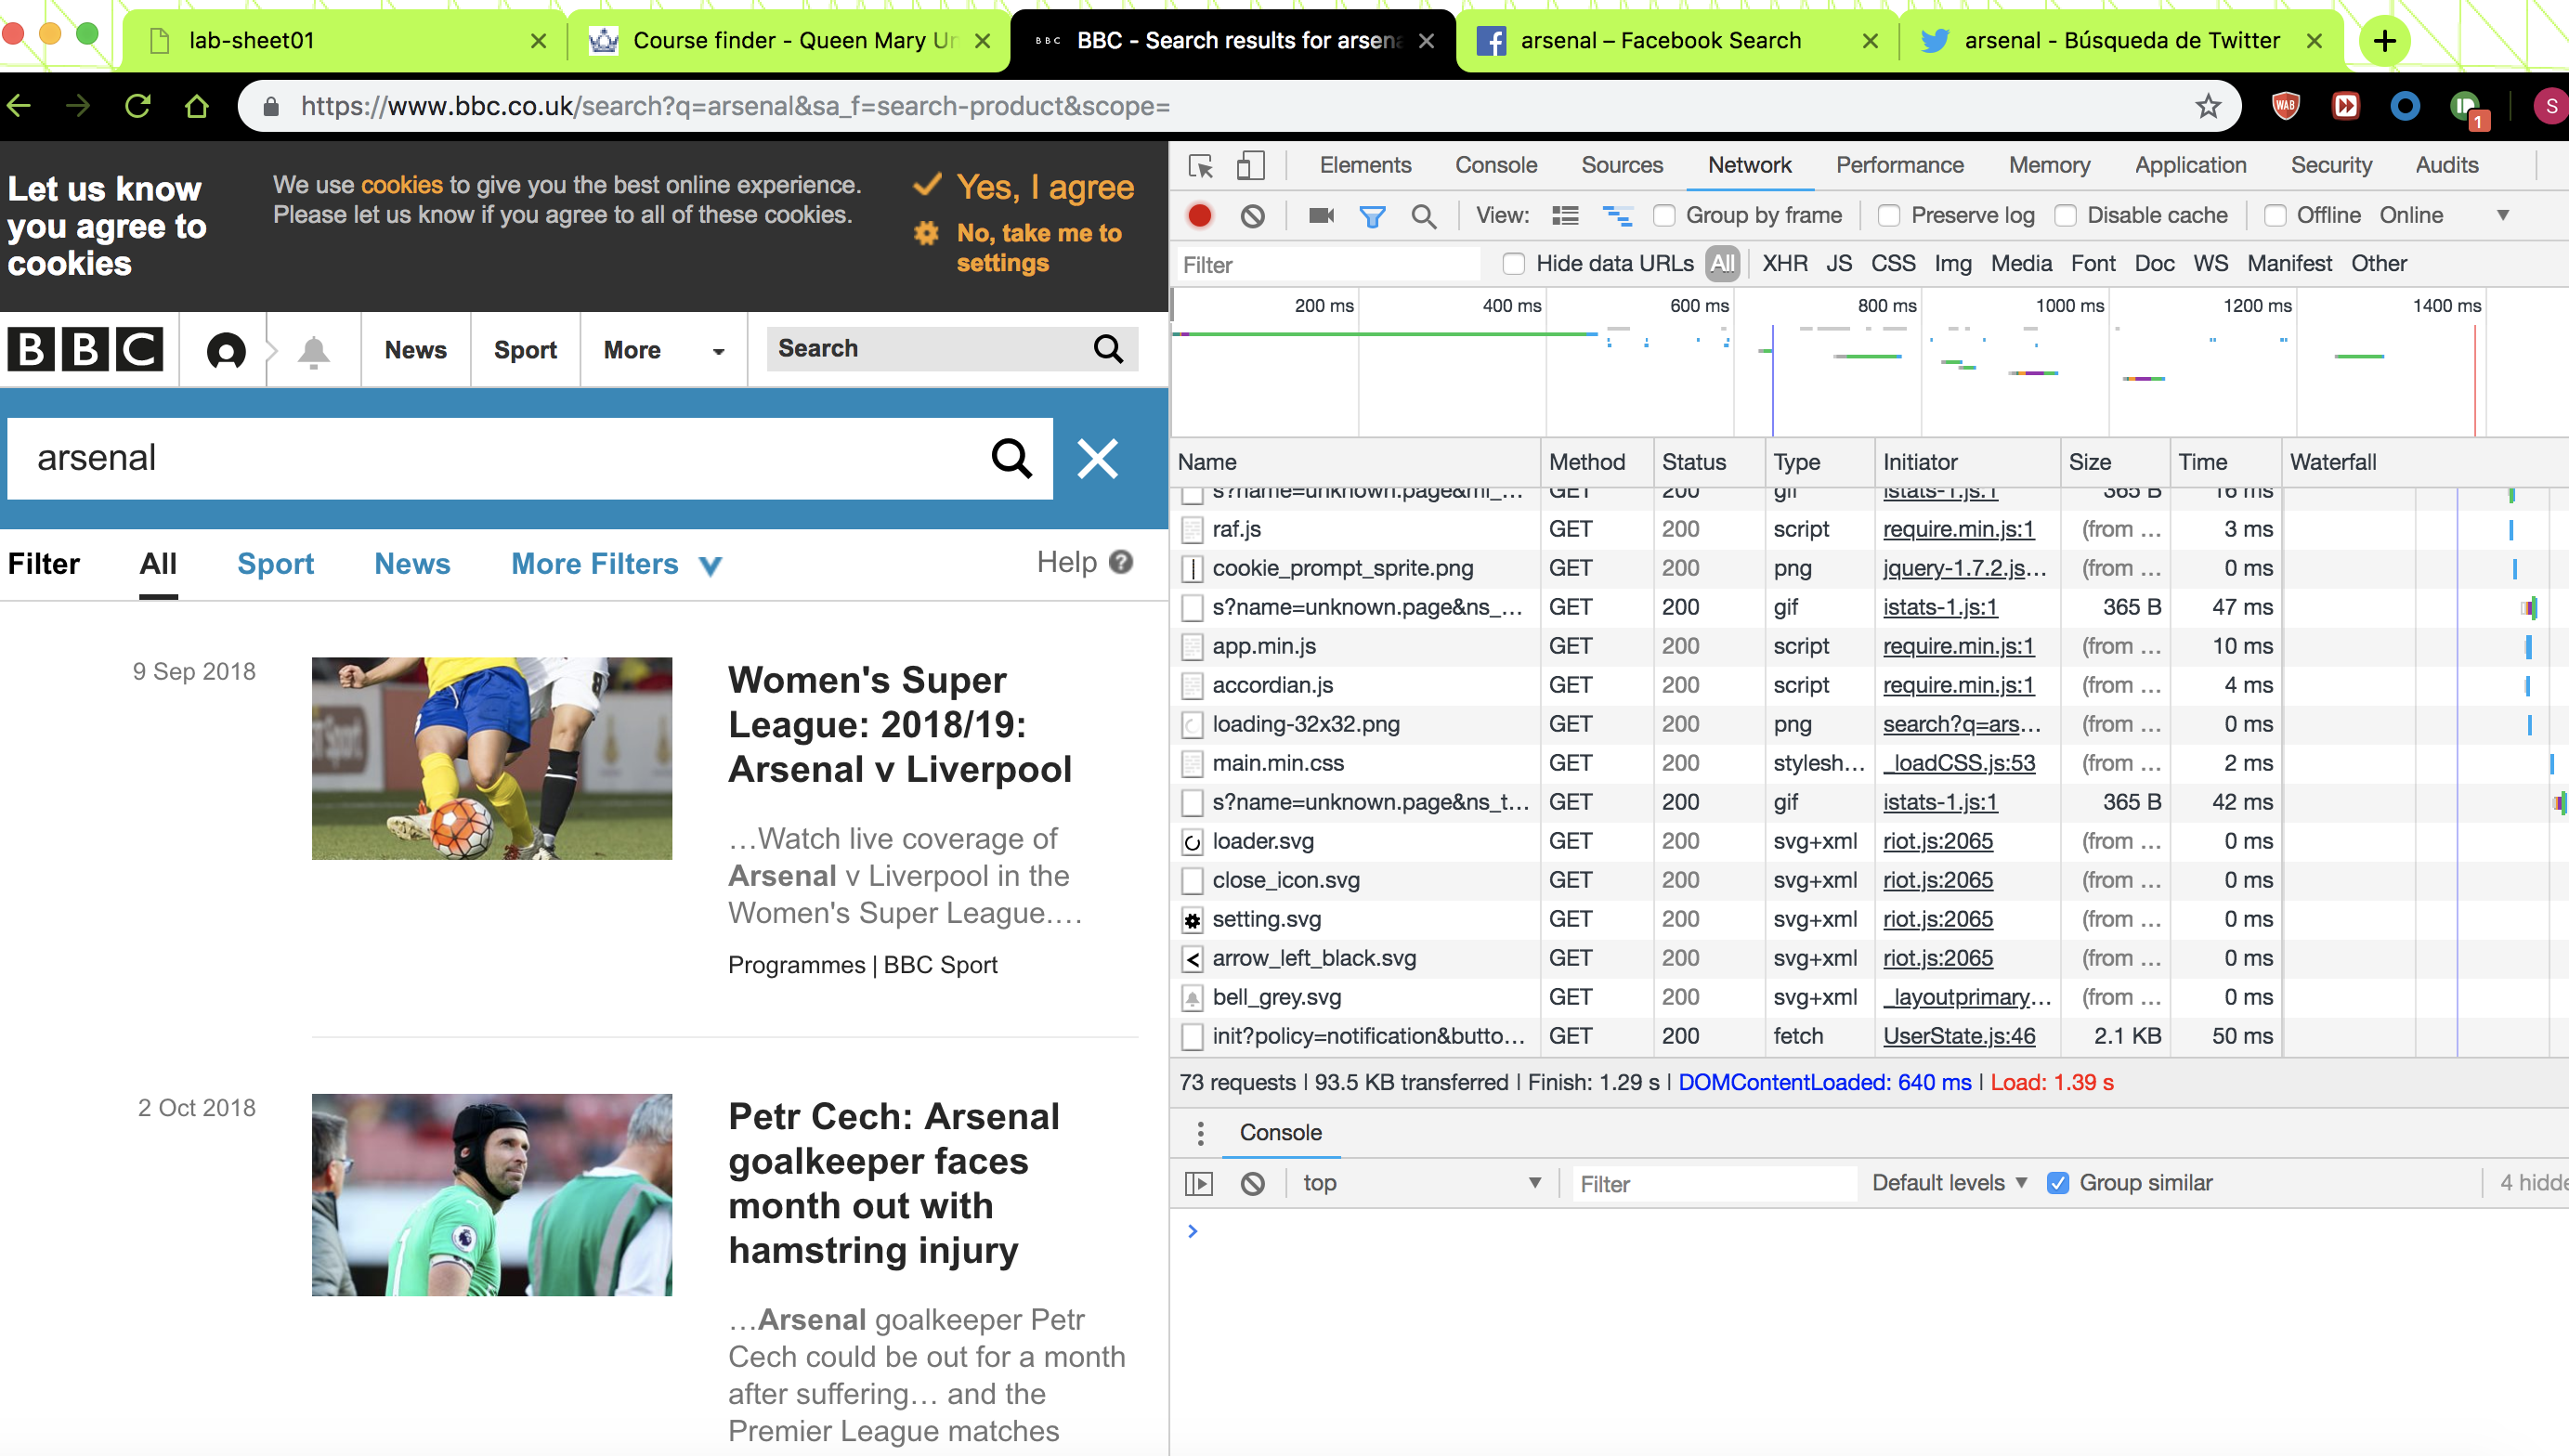 lab-sheet01
Course finder - Queen Mary Un
BBC
BBC - Search results for arsena
arsenal – Facebook Search
arsenal - Búsqueda de Twitter
https://www.bbc.co.uk/search?q=arsenal&sa_f=search-product&scope=
WAB
1
S
Let us know
you agree to
cookies
We use cookies to give you the best online experience.
Please let us know if you agree to all of these cookies.
Yes, I agree
No, take me to
settings
BBC
News
Sport
More
Search
arsenal
Filter All Sport News More Filters
Help ?
9 Sep 2018
Women's Super
League: 2018/19:
Arsenal v Liverpool
…Watch live coverage of
Arsenal v Liverpool in the
Women's Super League.…
Programmes | BBC Sport
2 Oct 2018
Petr Cech: Arsenal
goalkeeper faces
month out with
hamstring injury
…Arsenal goalkeeper Petr
Cech could be out for a month
after suffering… and the
Premier League matches
8
1
Elements Console Sources Network Performance Memory Application Security Audits
View: Group by frame Preserve log Disable cache Offline Online
Filter Hide data URLs All XHR JS CSS Img Media Font Doc WS Manifest Other
200 ms 400 ms 600 ms 800 ms 1000 ms 1200 ms 1400 ms
Name Method Status Type Initiator Size Time Waterfall
s?name=unknown.page&ml_… GET 200 gif istats-1.js:1 365 B 16 ms
raf.js GET 200 script require.min.js:1 (from … 3 ms
cookie_prompt_sprite.png GET 200 png jquery-1.7.2.js… (from … 0 ms
s?name=unknown.page&ns_… GET 200 gif istats-1.js:1 365 B 47 ms
app.min.js GET 200 script require.min.js:1 (from … 10 ms
accordian.js GET 200 script require.min.js:1 (from … 4 ms
loading-32x32.png GET 200 png search?q=ars… (from … 0 ms
main.min.css GET 200 stylesh… _loadCSS.js:53 (from … 2 ms
s?name=unknown.page&ns_t… GET 200 gif istats-1.js:1 365 B 42 ms
loader.svg GET 200 svg+xml riot.js:2065 (from … 0 ms
close_icon.svg GET 200 svg+xml riot.js:2065 (from … 0 ms
setting.svg GET 200 svg+xml riot.js:2065 (from … 0 ms
arrow_left_black.svg GET 200 svg+xml riot.js:2065 (from … 0 ms
bell_grey.svg GET 200 svg+xml _layoutprimary… (from … 0 ms
init?policy=notification&butto… GET 200 fetch UserState.js:46 2.1 KB 50 ms
73 requests | 93.5 KB transferred | Finish: 1.29 s | DOMContentLoaded: 640 ms | Load: 1.39 s
Console
top Filter Default levels Group similar 4 hidde